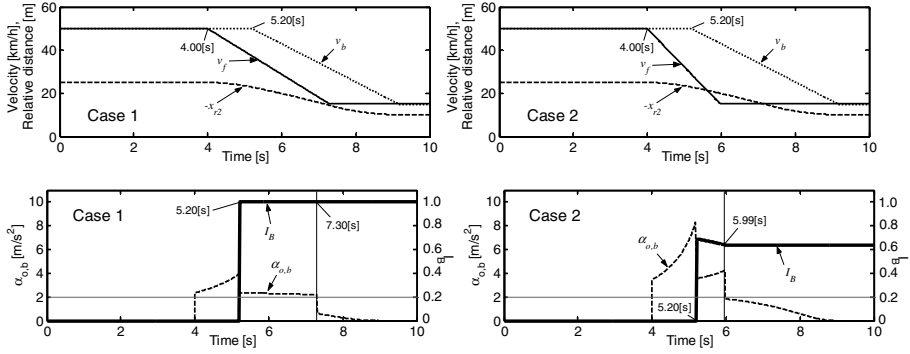 Velocity [km/h],
Relative distance [m]
60
40
20
0
5.20[s]
4.00[s]
v_f
v_b
-x_r2
Case 1
0 2 4 6 8 10
Time [s]
Velocity [km/h],
Relative distance [m]
60
40
20
0
5.20[s]
4.00[s]
v_f
v_b
-x_r2
Case 2
0 2 4 6 8 10
Time [s]
α_o,b [m/s²]
10
8
6
4
2
0
Case 1
5.20[s]
I_B
7.30[s]
α_o,b
1.0
0.8
0.6
0.4
0.2
0
I_B
0 2 4 6 8 10
Time [s]
α_o,b [m/s²]
10
8
6
4
2
0
Case 2
5.99[s]
α_o,b
I_B
5.20[s]
1.0
0.8
0.6
0.4
0.2
0
I_B
0 2 4 6 8 10
Time [s]